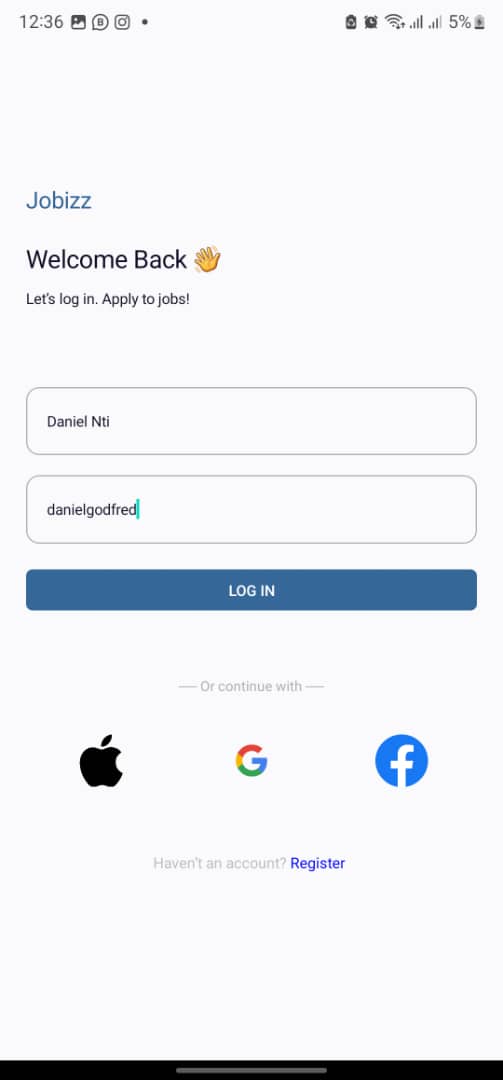 12:36
5%
Jobizz
Welcome Back 👋
Let's log in. Apply to jobs!
Daniel Nti
danielgodfred
LOG IN
Or continue with
Haven't an account? Register